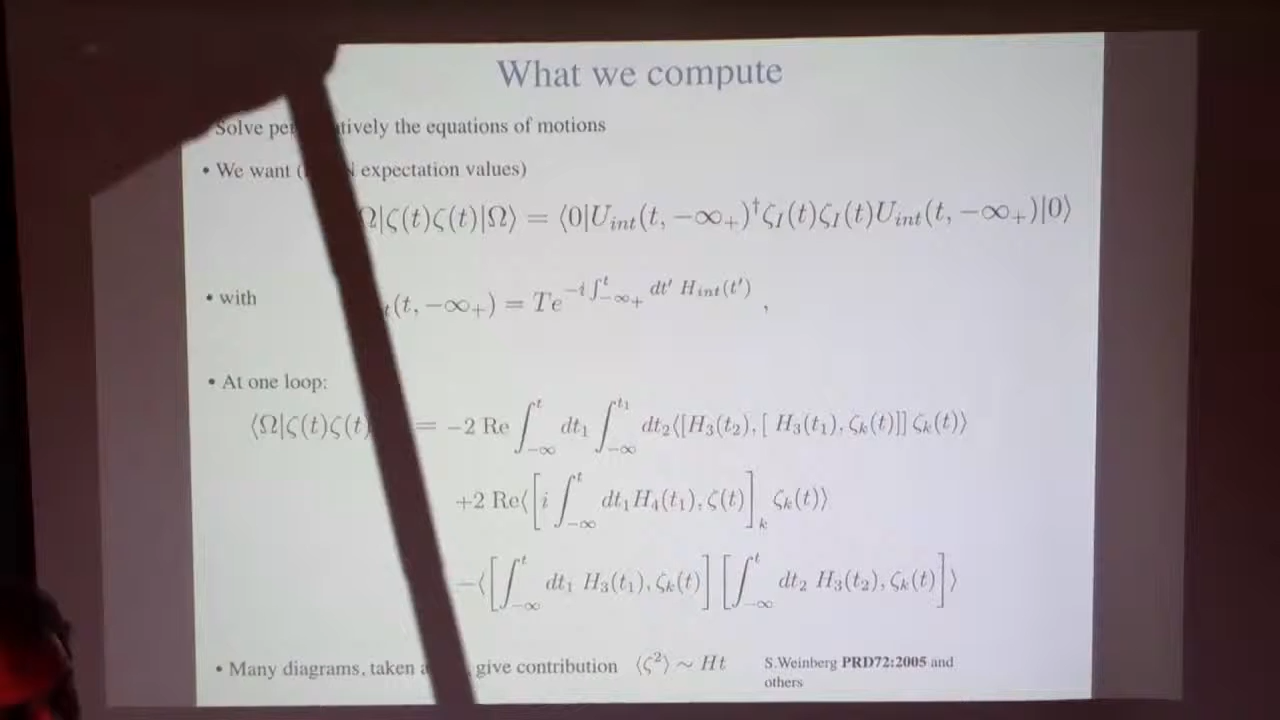 What we compute
Solve per tively the equations of motions
• We want ( N expectation values)
Ω|ζ(t)ζ(t)|Ω⟩ = ⟨0|U_{int}(t, −∞_+)^†ζ_I(t)ζ_I(t)U_{int}(t, −∞_+)|0⟩
• with
_t(t, −∞_+) = Te^{−i∫_{−∞_+}^t dt′ H_{int}(t′)} ,
• At one loop:
⟨Ω|ζ(t)ζ(t) = −2 Re ∫_{−∞}^t dt_1 ∫_{−∞}^{t_1} dt_2⟨[H_3(t_2), [ H_3(t_1), ζ_k(t)]] ζ_k(t)⟩
+2 Re⟨[i ∫_{−∞}^t dt_1 H_4(t_1), ζ(t)]_k ζ_k(t)⟩
−⟨[∫_{−∞}^t dt_1 H_3(t_1), ζ_k(t)] [∫_{−∞}^t dt_2 H_3(t_2), ζ_k(t)]⟩
• Many diagrams, taken a give contribution ⟨ζ^2⟩ ∼ Ht S.Weinberg PRD72:2005 and
others